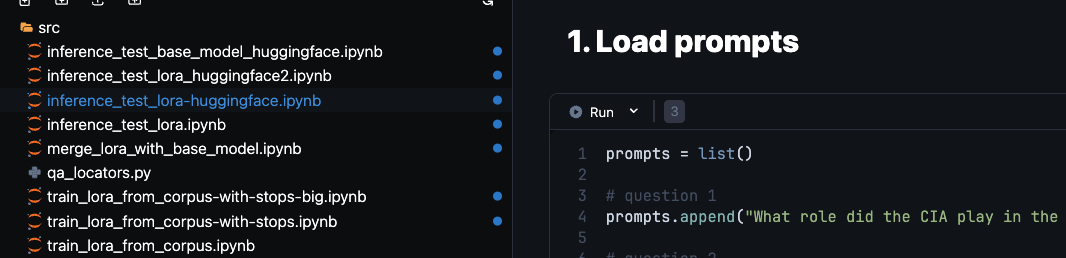 src
inference_test_base_model_huggingface.ipynb
inference_test_lora_huggingface2.ipynb
inference_test_lora-huggingface.ipynb
inference_test_lora.ipynb
merge_lora_with_base_model.ipynb
qa_locators.py
train_lora_from_corpus-with-stops-big.ipynb
train_lora_from_corpus-with-stops.ipynb
train_lora_from_corpus.ipynb
1. Load prompts
Run 3
1 prompts = list()
2
3 # question 1
4 prompts.append("What role did the CIA play in the
5
6 # question 2